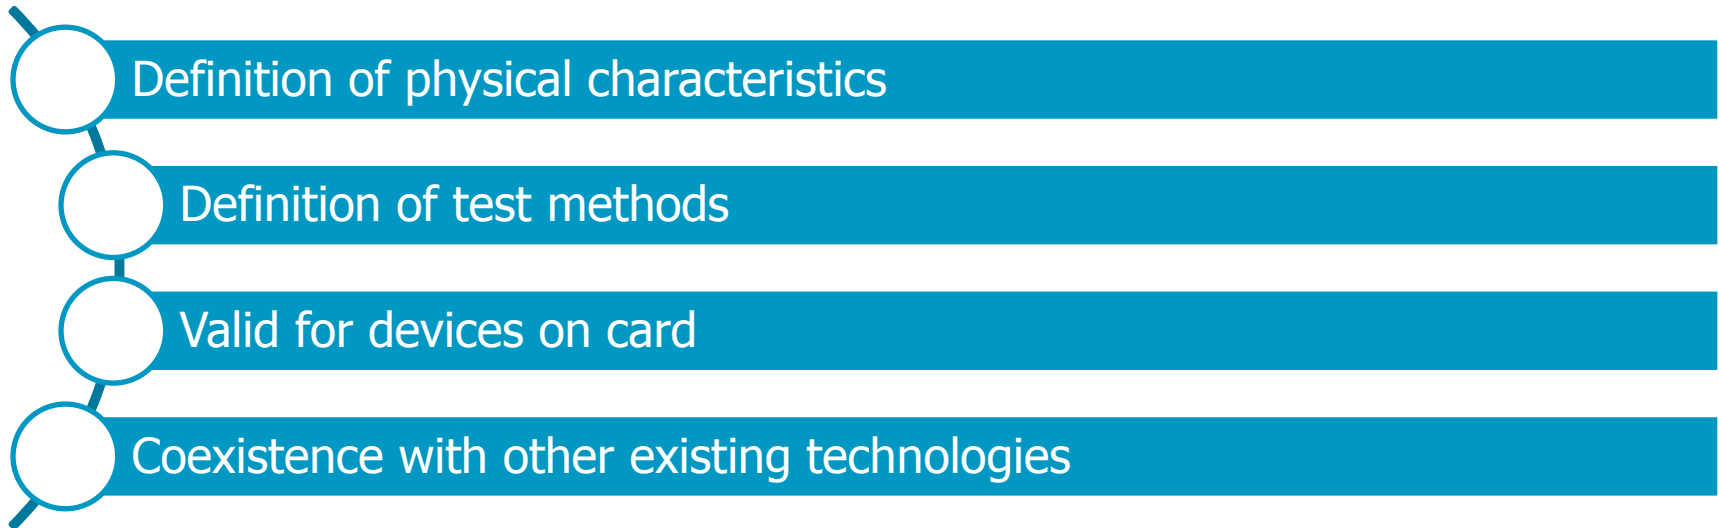 Definition of physical characteristics
Definition of test methods
Valid for devices on card
Coexistence with other existing technologies